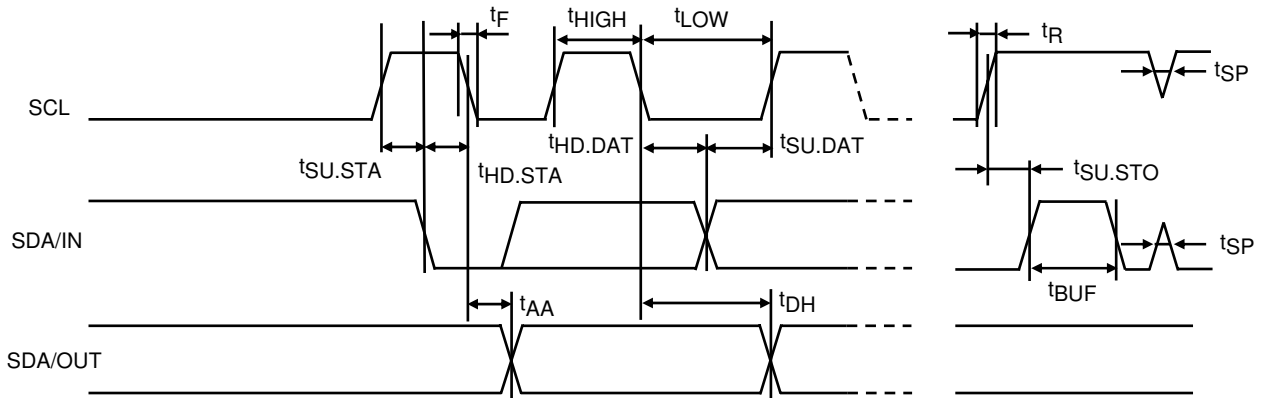 tF
tHIGH
tLOW
tR
tSP
SCL
tSU.STA
tHD.STA
tHD.DAT
tSU.DAT
tSU.STO
SDA/IN
tSP
tBUF
tAA
tDH
SDA/OUT